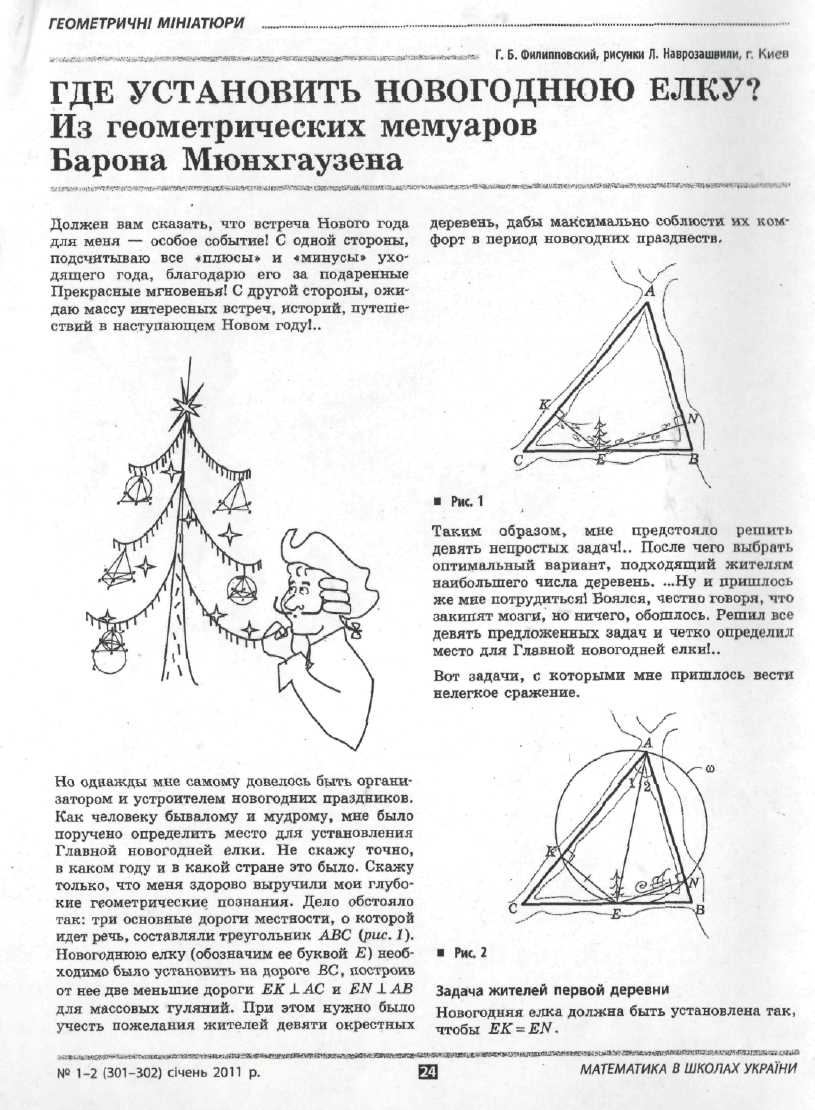 ГЕОМЕТРИЧНІ МІНІАТЮРИ
Г. Б. Филипповский, рисунки Л. Наврозашвили, г. Киев
ГДЕ УСТАНОВИТЬ НОВОГОДНЮЮ ЕЛКУ?
Из геометрических мемуаров
Барона Мюнхгаузена
Должен вам сказать, что встреча Нового года
для меня — особое событие! С одной стороны,
подсчитываю все «плюсы» и «минусы» ухо-
дящего года, благодарю его за подаренные
Прекрасные мгновенья! С другой стороны, ожи-
даю массу интересных встреч, историй, путеше-
ствий в наступающем Новом году!..
Но однажды мне самому довелось быть органи-
затором и устроителем новогодних праздников.
Как человеку бывалому и мудрому, мне было
поручено определить место для установления
Главной новогодней елки. Не скажу точно,
в каком году и в какой стране это было. Скажу
только, что меня здорово выручили мои глубо-
кие геометрические познания. Дело обстояло
так: три основные дороги местности, о которой
идет речь, составляли треугольник ABC (рис. 1).
Новогоднюю елку (обозначим ее буквой E) необ-
ходимо было установить на дороге BC, построив
от нее две меньшие дороги EK ⊥ AC и EN ⊥ AB
для массовых гуляний. При этом нужно было
учесть пожелания жителей девяти окрестных
деревень, дабы максимально соблюсти их ком-
форт в период новогодних празднеств.
A
K
N
C
E
B
■ Рис. 1
Таким образом, мне предстояло решить
девять непростых задач!.. После чего выбрать
оптимальный вариант, подходящий жителям
наибольшего числа деревень. ...Ну и пришлось
же мне потрудиться! Боялся, честно говоря, что
закипят мозги, но ничего, обошлось. Решил все
девять предложенных задач и четко определил
место для Главной новогодней елки!..
Вот задачи, с которыми мне пришлось вести
нелегкое сражение.
A
ω
1 2
K
N
C
E
B
■ Рис. 2
Задача жителей первой деревни
Новогодняя елка должна быть установлена так,
чтобы EK = EN.
№ 1–2 (301–302) січень 2011 р.
24
МАТЕМАТИКА В ШКОЛАХ УКРАЇНИ